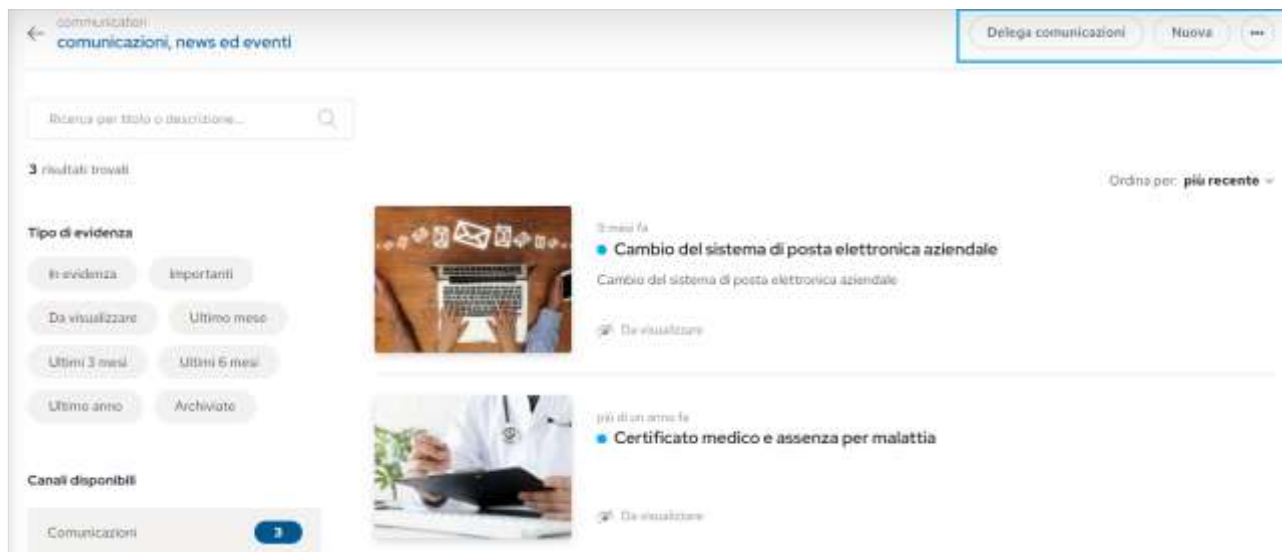 communication
comunicazioni, news ed eventi
Delega comunicazioni
Nuova
Ricerca per titolo o descrizione...
3 risultati trovati
Ordina per: più recente
Tipo di evidenza
In evidenza
Importanti
Da visualizzare
Ultimo mese
Ultimi 3 mesi
Ultimi 6 mesi
Ultimo anno
Archiviate
Canali disponibili
Comunicazioni
3
mesi fa
Cambio del sistema di posta elettronica aziendale
Cambio del sistema di posta elettronica aziendale
Da visualizzare
più di un anno fa
Certificato medico e assenza per malattia
Da visualizzare